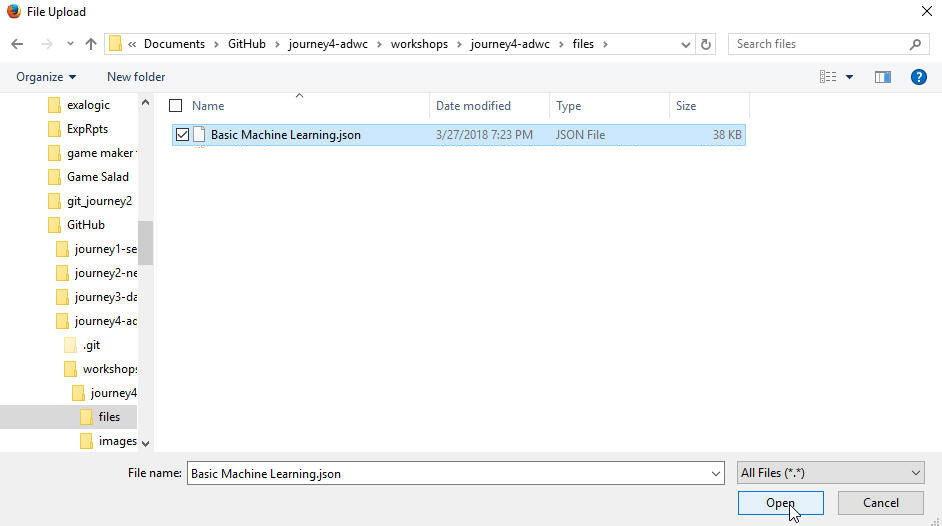 File Upload
« Documents > GitHub > journey4-adwc > workshops > journey4-adwc > files >
Search files
Organize
New folder
?
exalogic
ExpRpts
game maker
Game Salad
git_journey2
GitHub
journey1-se
journey2-ne
journey3-da
journey4-ad
.git
workshops
journey4
files
images
Name Date modified Type Size
Basic Machine Learning.json 3/27/2018 7:23 PM JSON File 38 KB
File name: Basic Machine Learning.json
All Files (*.*)
Open Cancel